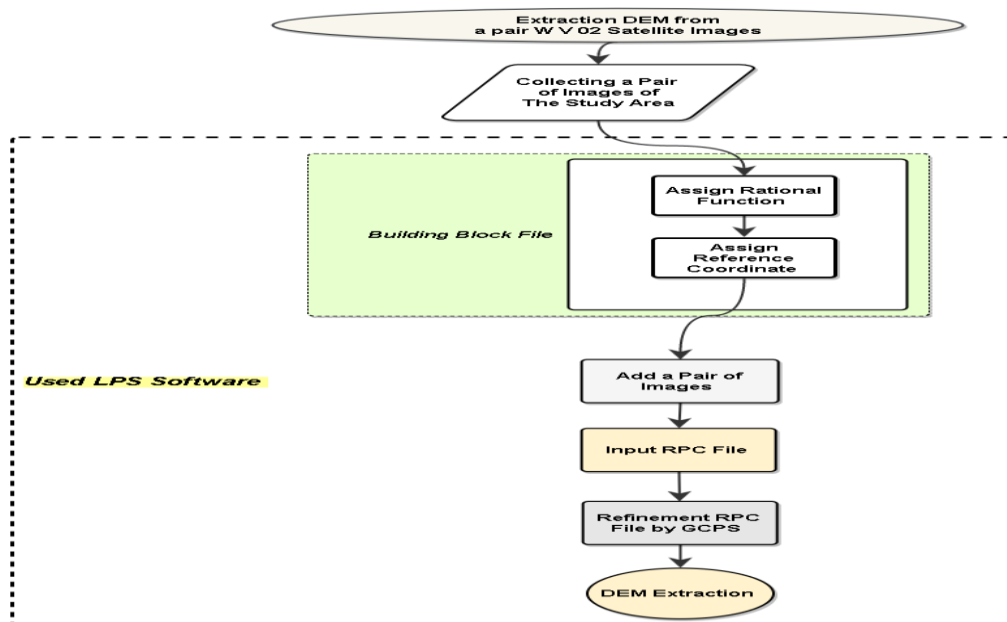 Extraction DEM from
a pair W V 02 Satellite Images
Collecting a Pair
of Images of
The Study Area
Assign Rational
Function
Building Block File
Assign
Reference
Coordinate
Add a Pair of
Images
Used LPS Software
Input RPC File
Refinement RPC
File by GCPS
DEM Extraction